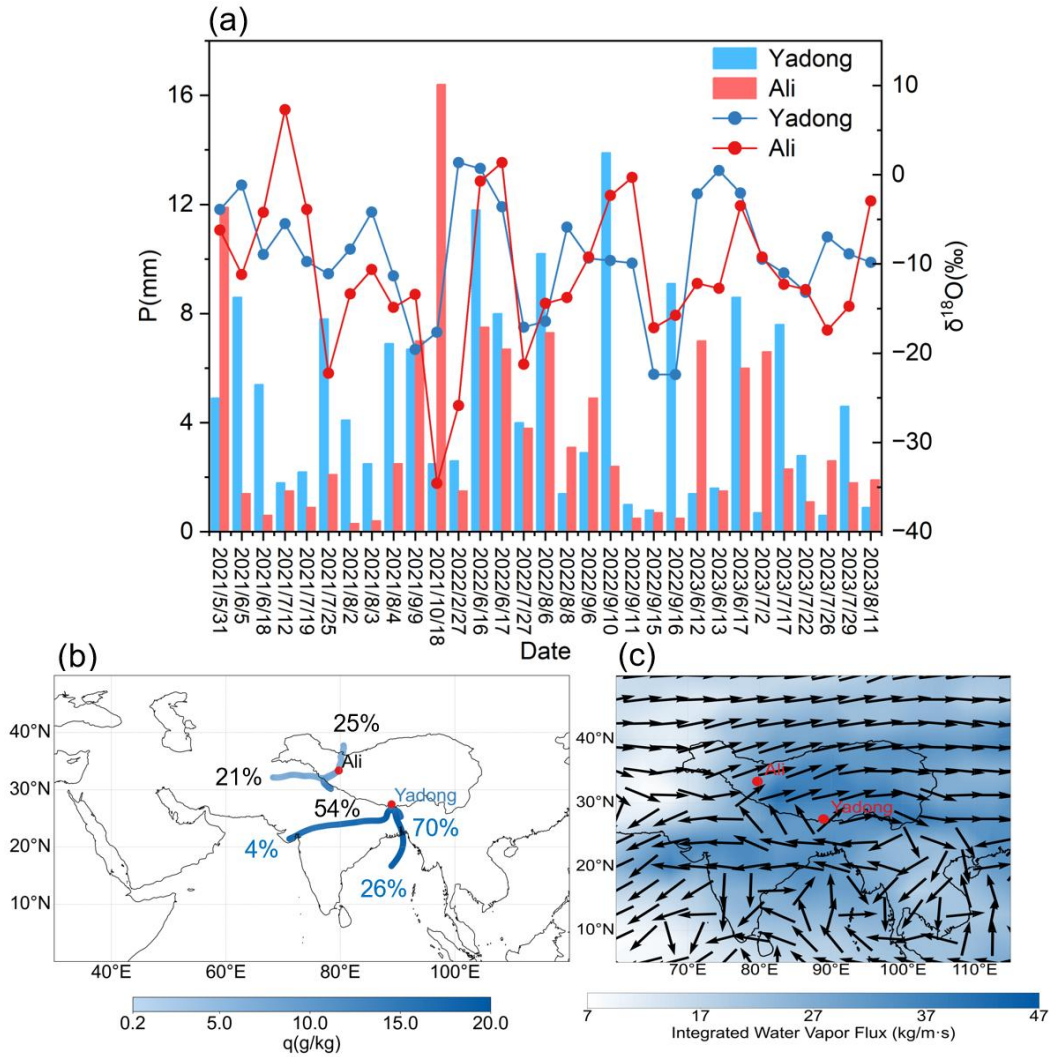 (a)
Yadong
Ali
Yadong
Ali
P(mm)
16
12
8
4
0
δ¹⁸O(‰)
10
0
−10
−20
−30
−40
2021/5/31
2021/6/5
2021/6/18
2021/7/12
2021/7/19
2021/7/25
2021/8/2
2021/8/3
2021/8/4
2021/9/9
2021/10/18
2022/2/27
2022/6/16
2022/6/17
2022/7/27
2022/8/6
2022/8/8
2022/9/6
2022/9/10
2022/9/11
2022/9/15
2022/9/16
2023/6/12
2023/6/13
2023/6/17
2023/7/2
2023/7/17
2023/7/22
2023/7/26
2023/7/29
2023/8/11
Date
(b)
40°N
30°N
20°N
10°N
25%
Ali
21%
54%
Yadong
70%
4%
26%
40°E
60°E
80°E
100°E
0.2
5.0
10.0
15.0
20.0
q(g/kg)
(c)
40°N
30°N
20°N
10°N
Ali
Yadong
70°E
80°E
90°E
100°E
110°E
7
17
27
37
47
Integrated Water Vapor Flux (kg/m·s)